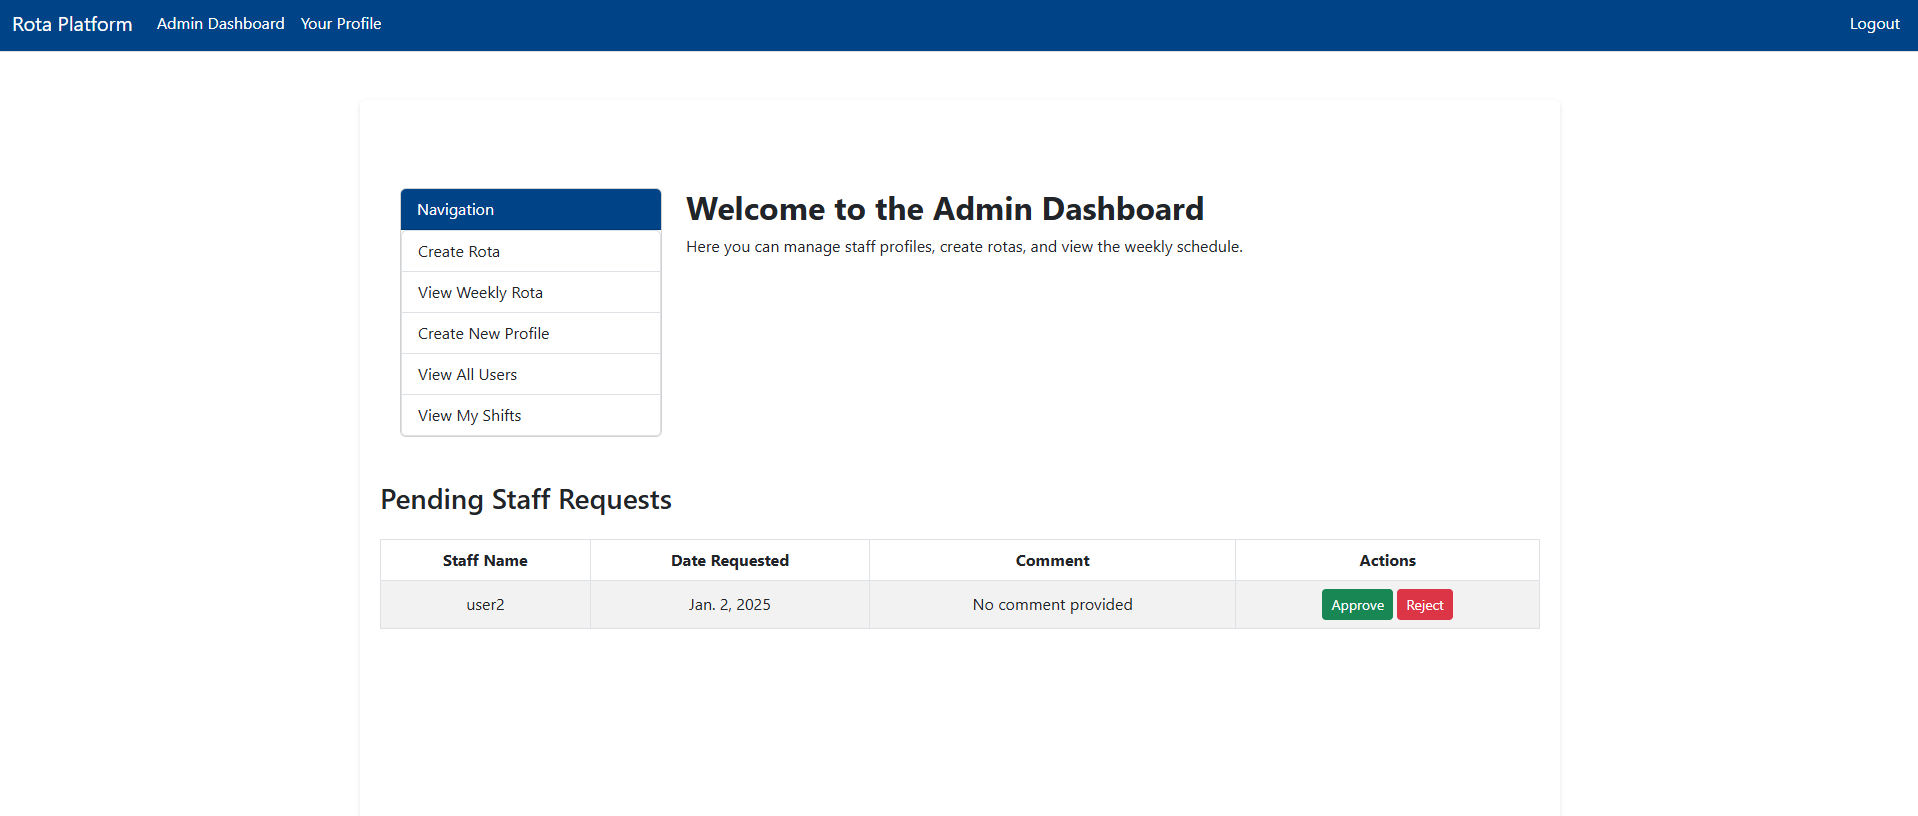 Rota Platform Admin Dashboard Your Profile Logout
Navigation
Create Rota
View Weekly Rota
Create New Profile
View All Users
View My Shifts
Welcome to the Admin Dashboard
Here you can manage staff profiles, create rotas, and view the weekly schedule.
Pending Staff Requests
Staff Name Date Requested Comment Actions
user2 Jan. 2, 2025 No comment provided Approve Reject